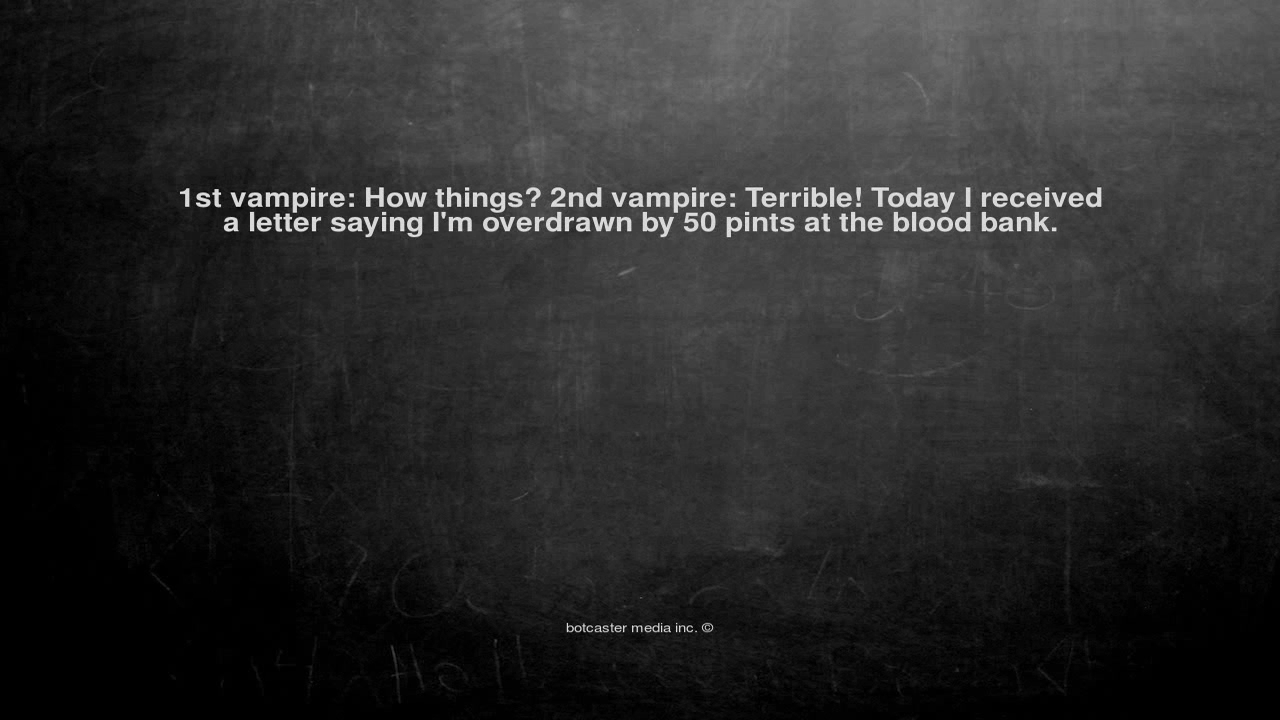 1st vampire: How things? 2nd vampire: Terrible! Today I received
a letter saying I'm overdrawn by 50 pints at the blood bank.
botcaster media inc. ©